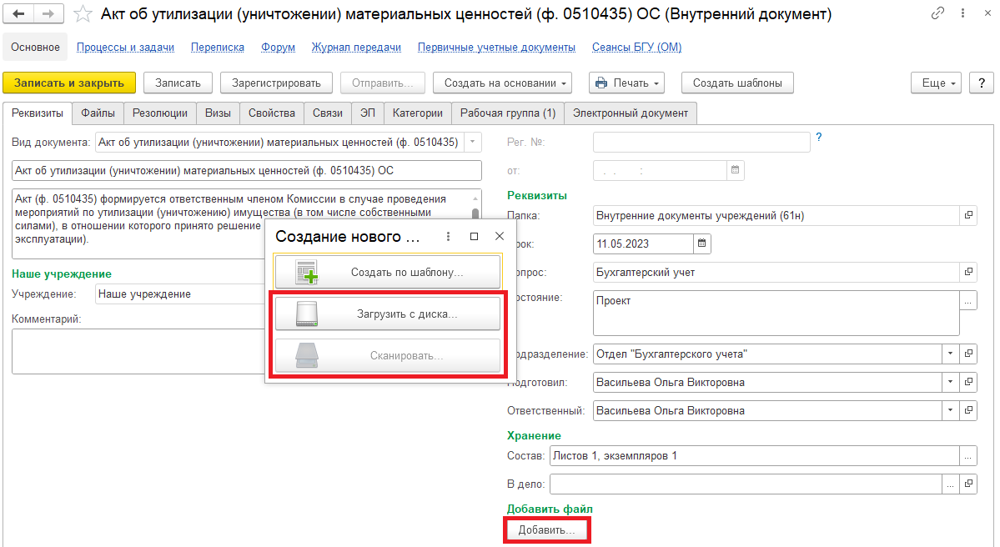 Акт об утилизации (уничтожении) материальных ценностей (ф. 0510435) ОС (Внутренний документ)
Основное Процессы и задачи Переписка Форум Журнал передачи Первичные учетные документы Сеансы БГУ (ОМ)
Записать и закрыть Записать Зарегистрировать Отправить... Создать на основании Печать Создать шаблоны Еще ?
Реквизиты Файлы Резолюции Визы Свойства Связи ЭП Категории Рабочая группа (1) Электронный документ
Вид документа: Акт об утилизации (уничтожении) материальных ценностей (ф. 0510435)
Акт об утилизации (уничтожении) материальных ценностей (ф. 0510435) ОС
Акт (ф. 0510435) формируется ответственным членом Комиссии в случае проведения
мероприятий по утилизации (уничтожению) имущества (в том числе собственными
силами), в отношении которого принято решение
эксплуатации).
Наше учреждение
Учреждение: Наше учреждение
Комментарий:
Создание нового ...
Создать по шаблону...
Загрузить с диска...
Сканировать...
Рег. №: ?
от: . . :
Реквизиты
Папка: Внутренние документы учреждений (61н)
рок: 11.05.2023
опрос: Бухгалтерский учет
остояние: Проект ...
одразделение: Отдел "Бухгалтерского учета"
Подготовил: Васильева Ольга Викторовна
Ответственный: Васильева Ольга Викторовна
Хранение
Состав: Листов 1, экземпляров 1 ...
В дело: ...
Добавить файл
Добавить...